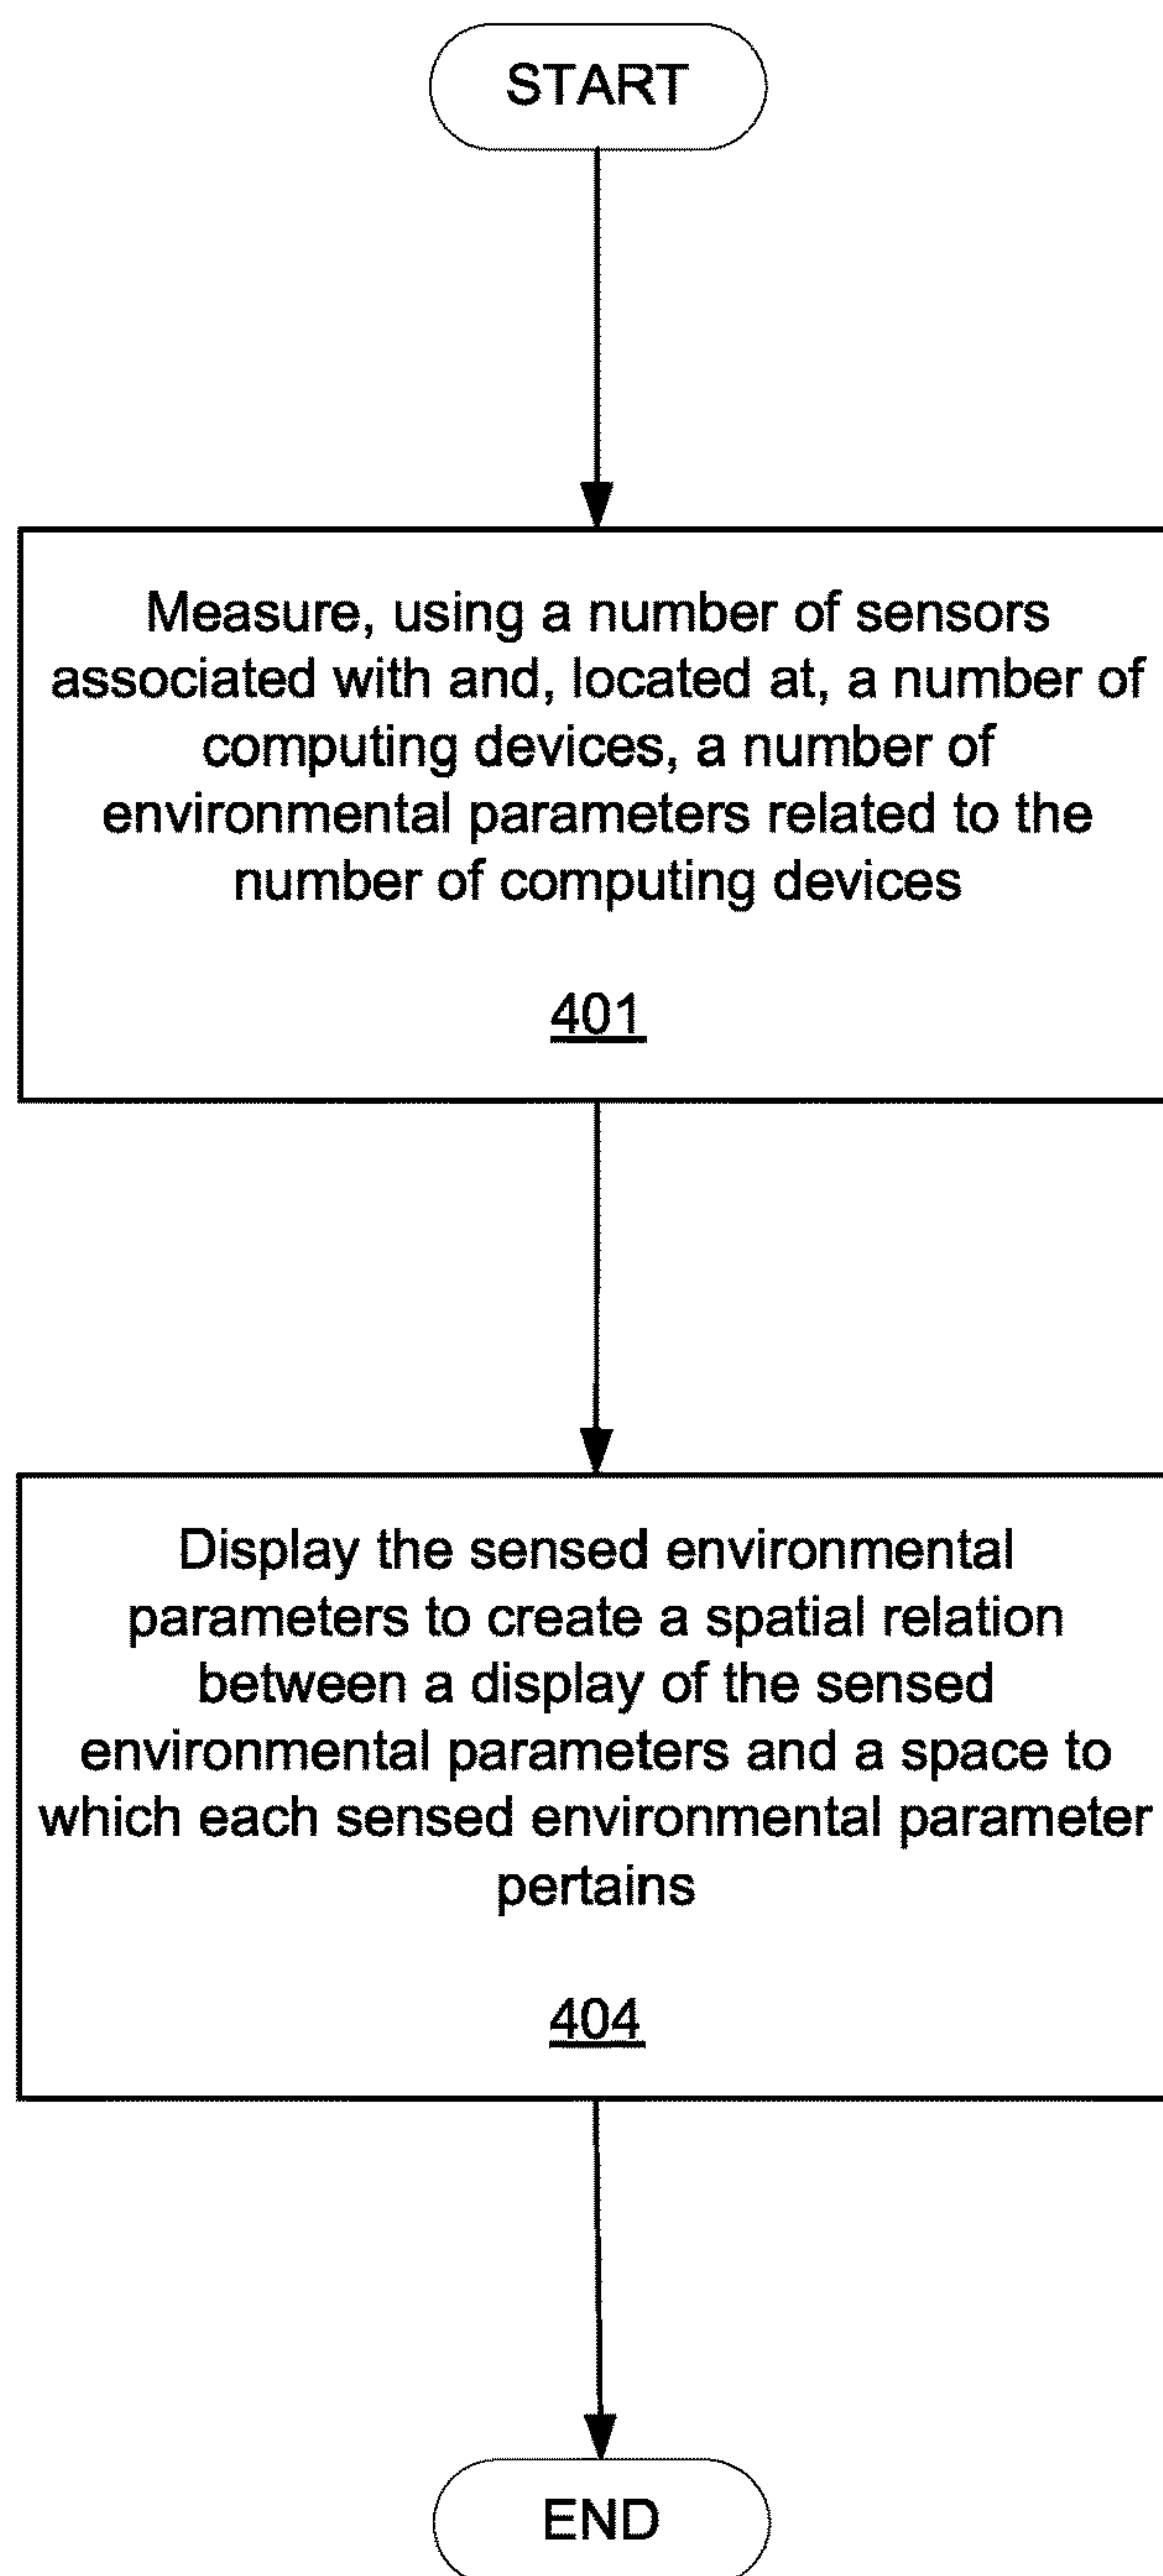 START
Measure, using a number of sensors
associated with and, located at, a number of
computing devices, a number of
environmental parameters related to the
number of computing devices
401
Display the sensed environmental
parameters to create a spatial relation
between a display of the sensed
environmental parameters and a space to
which each sensed environmental parameter
pertains
404
END